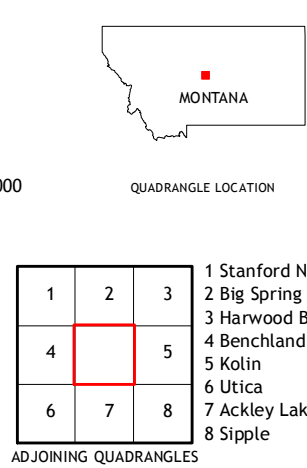 MONTANA
000
QUADRANGLE LOCATION
1 2 3
4 5
6 7 8
1 Stanford N
2 Big Spring
3 Harwood B
4 Benchland
5 Kolin
6 Utica
7 Ackley Lak
8 Sipple
ADJOINING QUADRANGLES